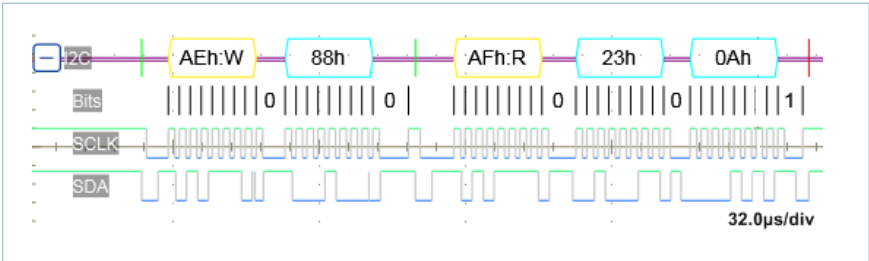 I2C AEh:W 88h AFh:R 23h 0Ah
Bits 0 0 0 0 1
SCLK
SDA
32.0µs/div